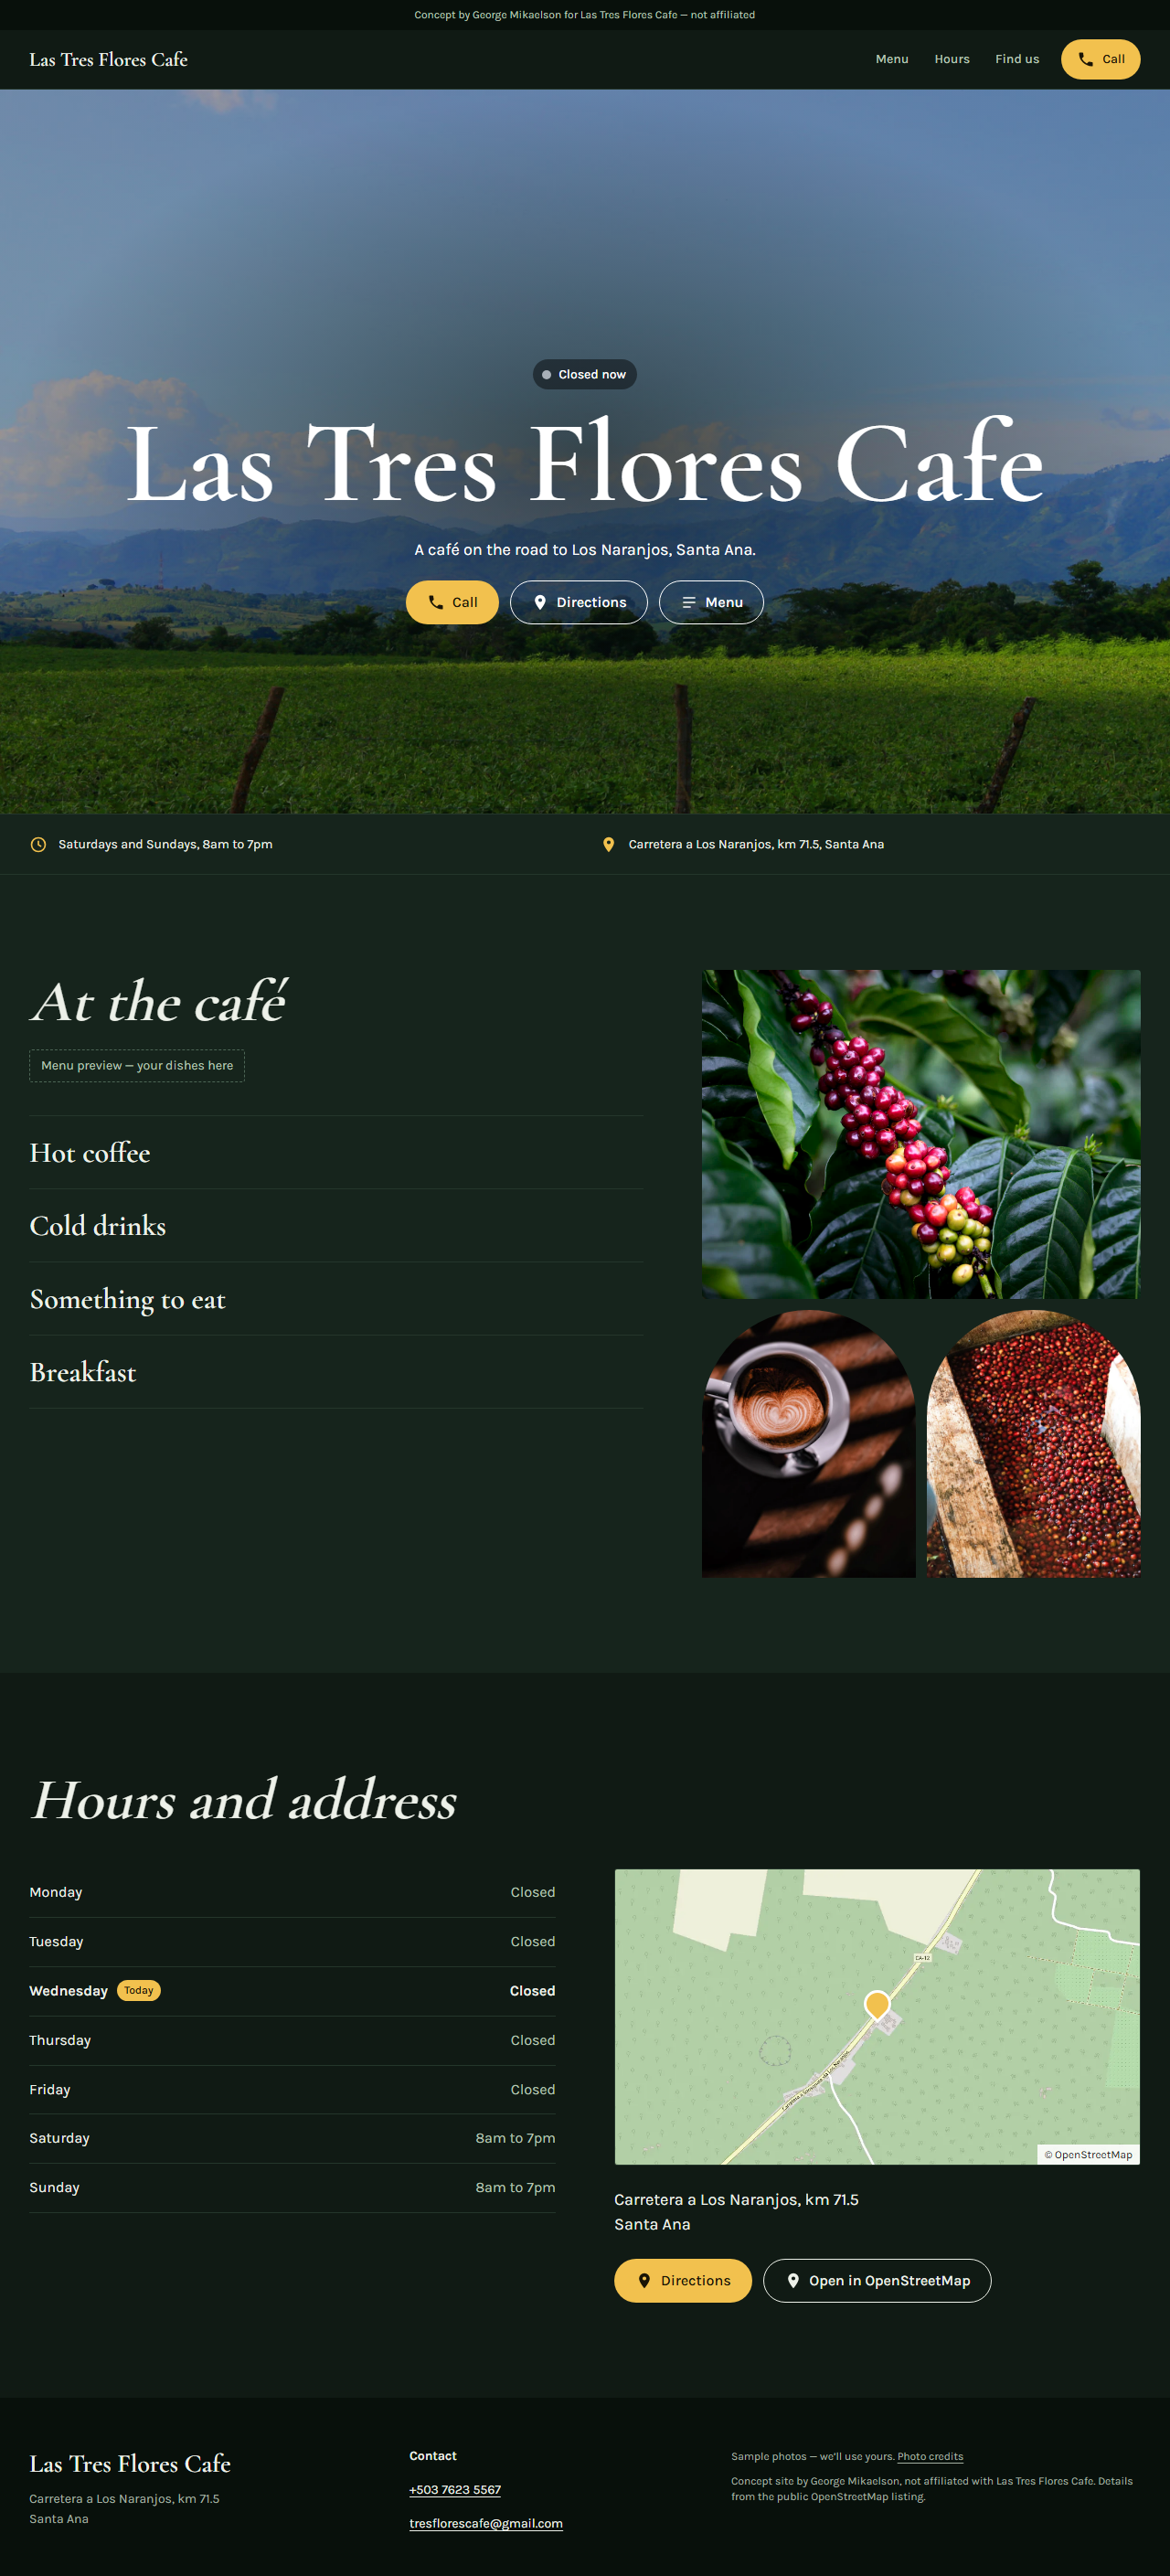 Concept by George Mikaelson for Las Tres Flores Cafe — not affiliated
Las Tres Flores Cafe
Menu
Hours
Find us
Call
Closed now
Las Tres Flores Cafe
A café on the road to Los Naranjos, Santa Ana.
Call
Directions
Menu
Saturdays and Sundays, 8am to 7pm
Carretera a Los Naranjos, km 71.5, Santa Ana
At the café
Menu preview — your dishes here
Hot coffee
Cold drinks
Something to eat
Breakfast
Hours and address
Monday Closed
Tuesday Closed
Wednesday Today Closed
Thursday Closed
Friday Closed
Saturday 8am to 7pm
Sunday 8am to 7pm
CA-12
© OpenStreetMap
Carretera a Los Naranjos, km 71.5
Santa Ana
Directions
Open in OpenStreetMap
Las Tres Flores Cafe
Carretera a Los Naranjos, km 71.5
Santa Ana
Contact
+503 7623 5567
tresflorescafe@gmail.com
Sample photos — we'll use yours. Photo credits
Concept site by George Mikaelson, not affiliated with Las Tres Flores Cafe. Details
from the public OpenStreetMap listing.